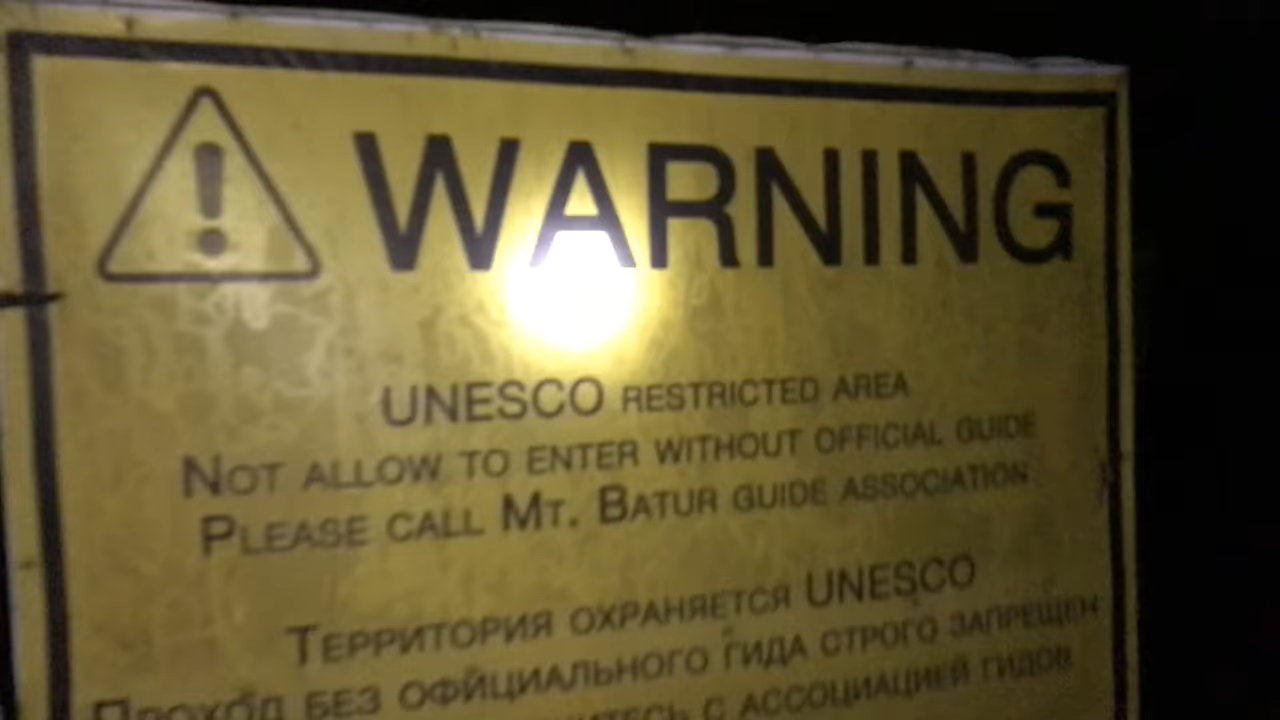 WARNING
UNESCO RESTRICTED AREA
NOT ALLOW TO ENTER WITHOUT OFFICIAL GUIDE
PLEASE CALL MT. BATUR GUIDE ASSOCIATION
ТЕРРИТОРИЯ ОХРАНЯЕТСЯ UNESCO
ПРОХОД БЕЗ ОФИЦИАЛЬНОГО ГИДА СТРОГО ЗАПРЕЩЕН
С АССОЦИАЦИЕЙ ГИДОВ